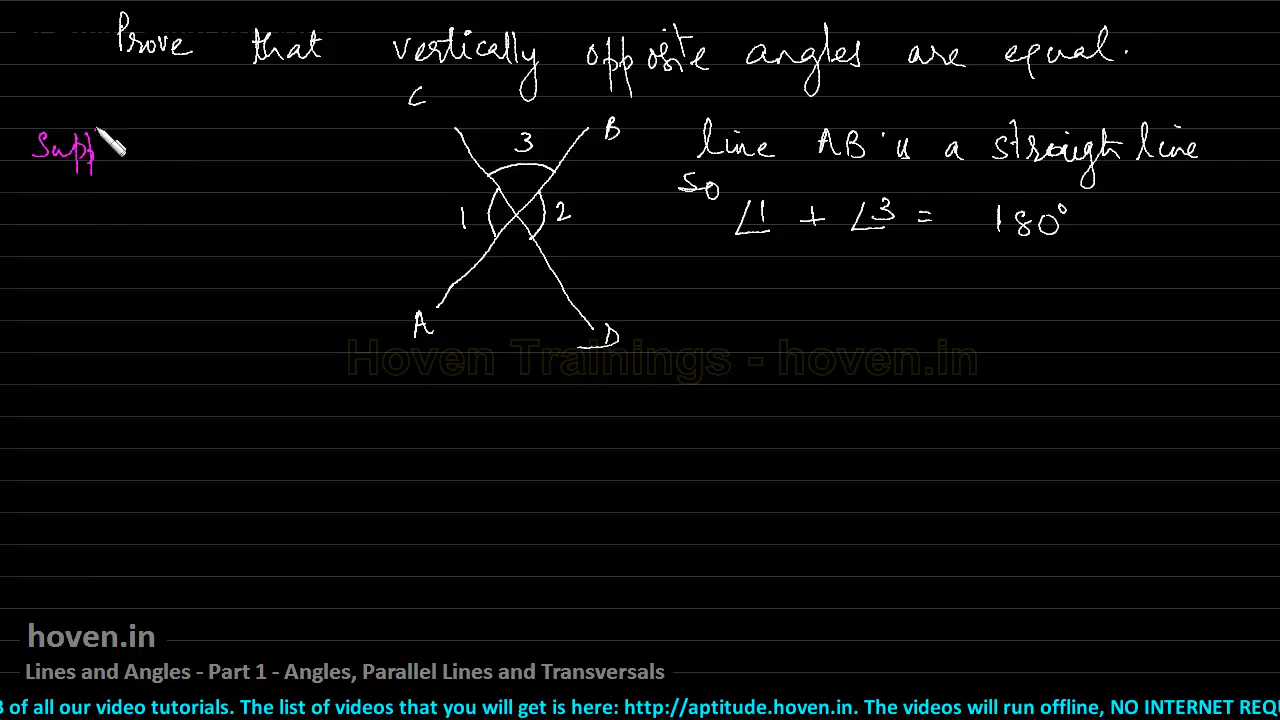 Prove that vertically opposite angles are equal.
C
B
3
Supp
line AB is a straigh line
So
1
2
∠1 + ∠3 = 180°
A
D
Hoven Trainings - hoven.in
hoven.in
Lines and Angles - Part 1 - Angles, Parallel Lines and Transversals
of all our video tutorials. The list of videos that you will get is here: http://aptitude.hoven.in. The videos will run offline, NO INTERNET REQU